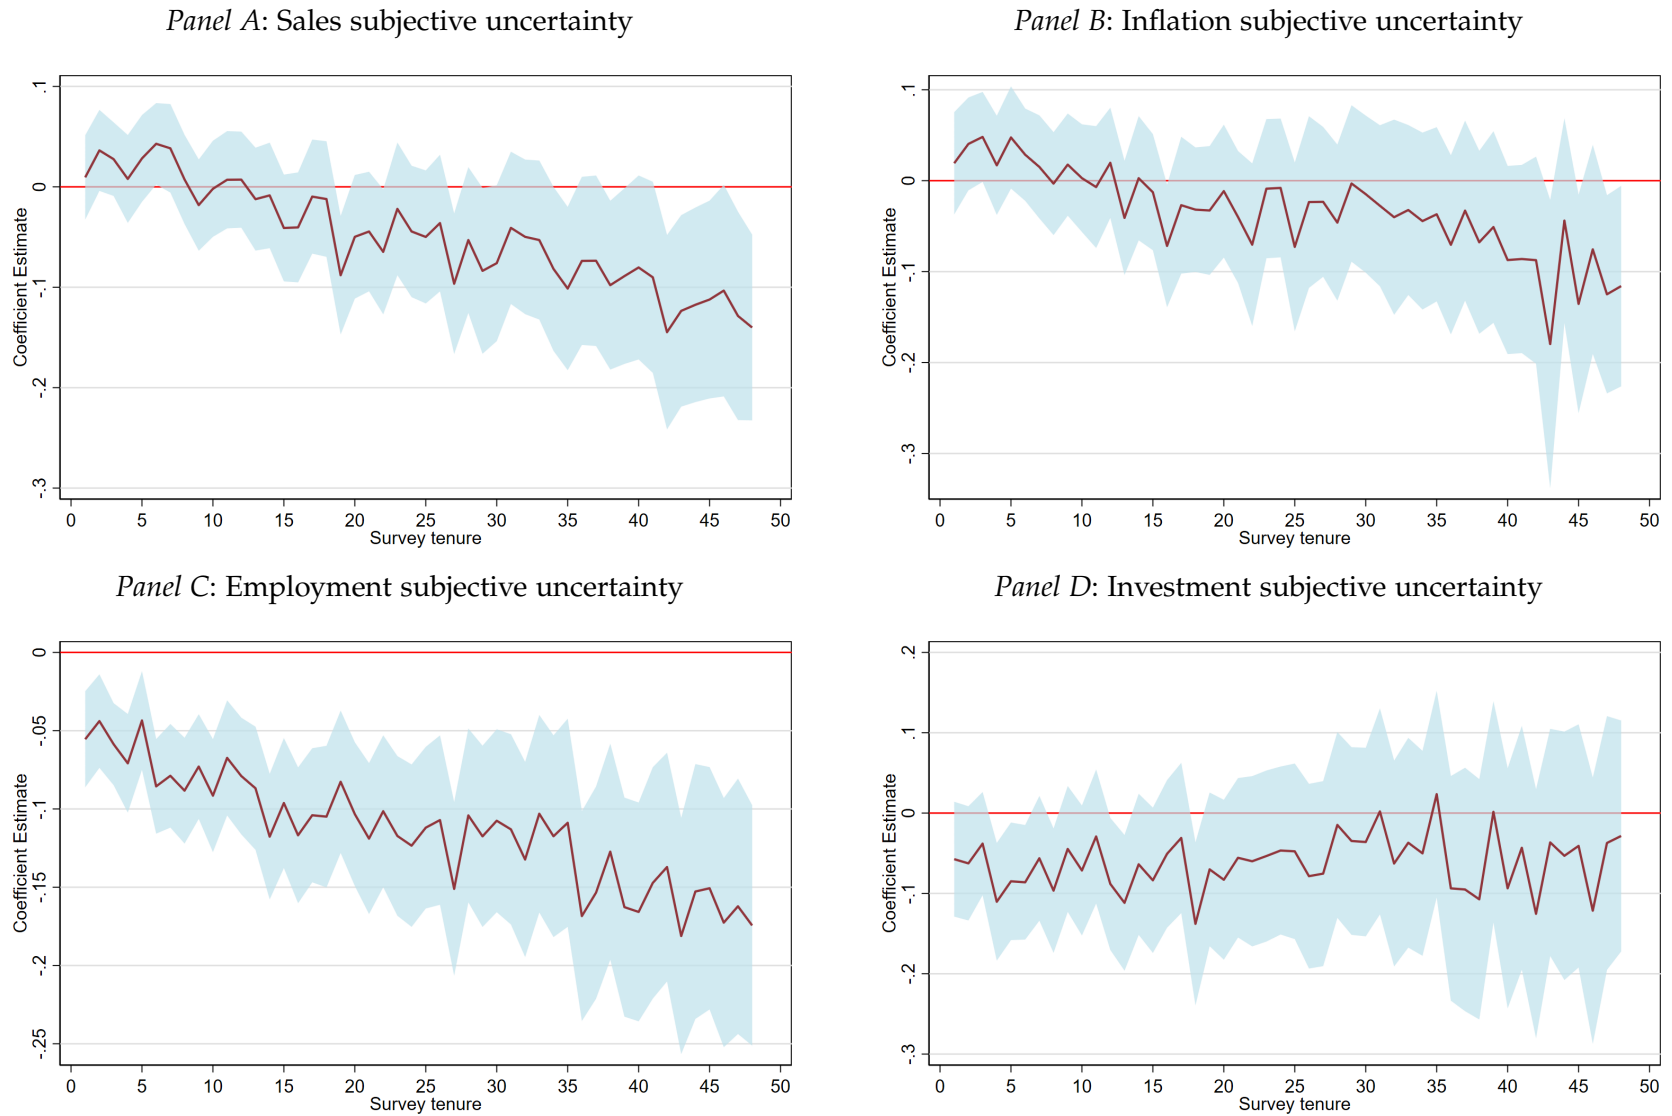 Panel A: Sales subjective uncertainty
Coefficient Estimate
.1
0
-.1
-.2
-.3
0 5 10 15 20 25 30 35 40 45 50
Survey tenure
Panel B: Inflation subjective uncertainty
Coefficient Estimate
.1
0
-.1
-.2
-.3
0 5 10 15 20 25 30 35 40 45 50
Survey tenure
Panel C: Employment subjective uncertainty
Coefficient Estimate
0
-.05
-.1
-.15
-.2
-.25
0 5 10 15 20 25 30 35 40 45 50
Survey tenure
Panel D: Investment subjective uncertainty
Coefficient Estimate
.2
.1
0
-.1
-.2
-.3
0 5 10 15 20 25 30 35 40 45 50
Survey tenure